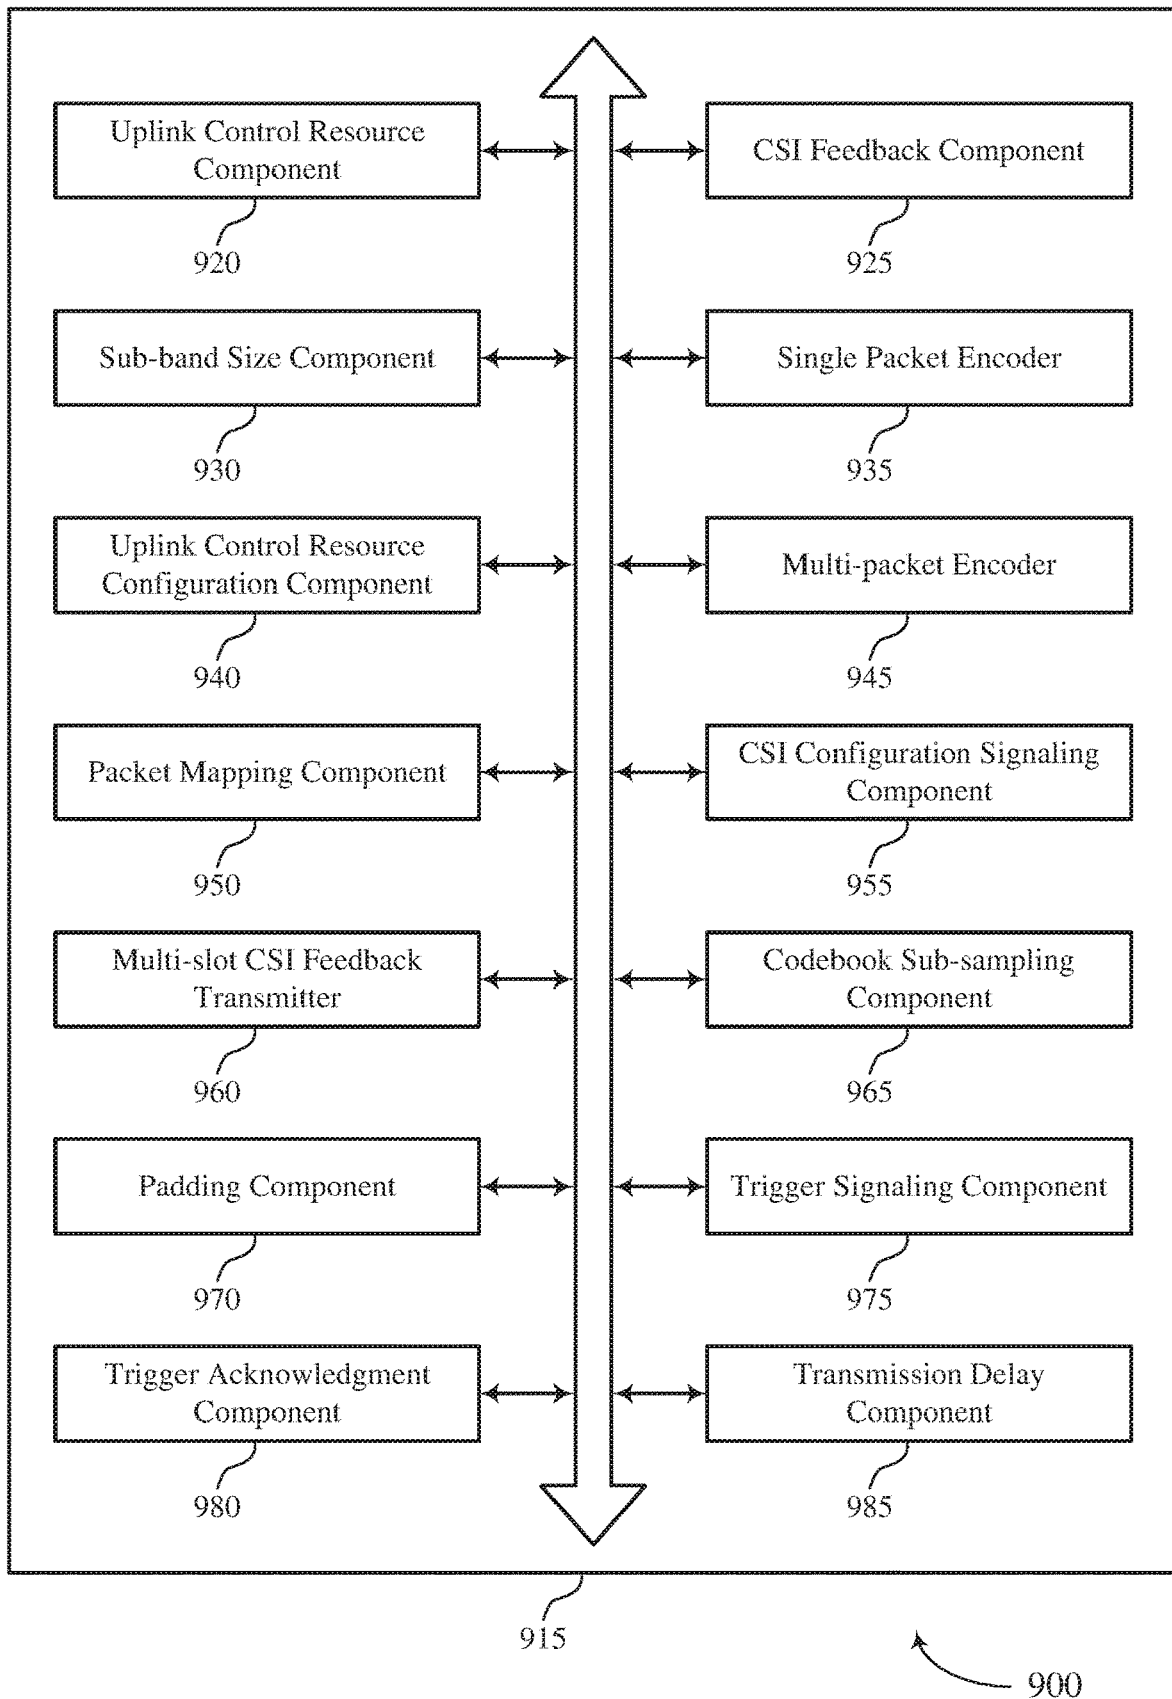 Uplink Control Resource
Component
920
CSI Feedback Component
925
Sub-band Size Component
930
Single Packet Encoder
935
Uplink Control Resource
Configuration Component
940
Multi-packet Encoder
945
Packet Mapping Component
950
CSI Configuration Signaling
Component
955
Multi-slot CSI Feedback
Transmitter
960
Codebook Sub-sampling
Component
965
Padding Component
970
Trigger Signaling Component
975
Trigger Acknowledgment
Component
980
Transmission Delay
Component
985
915
900